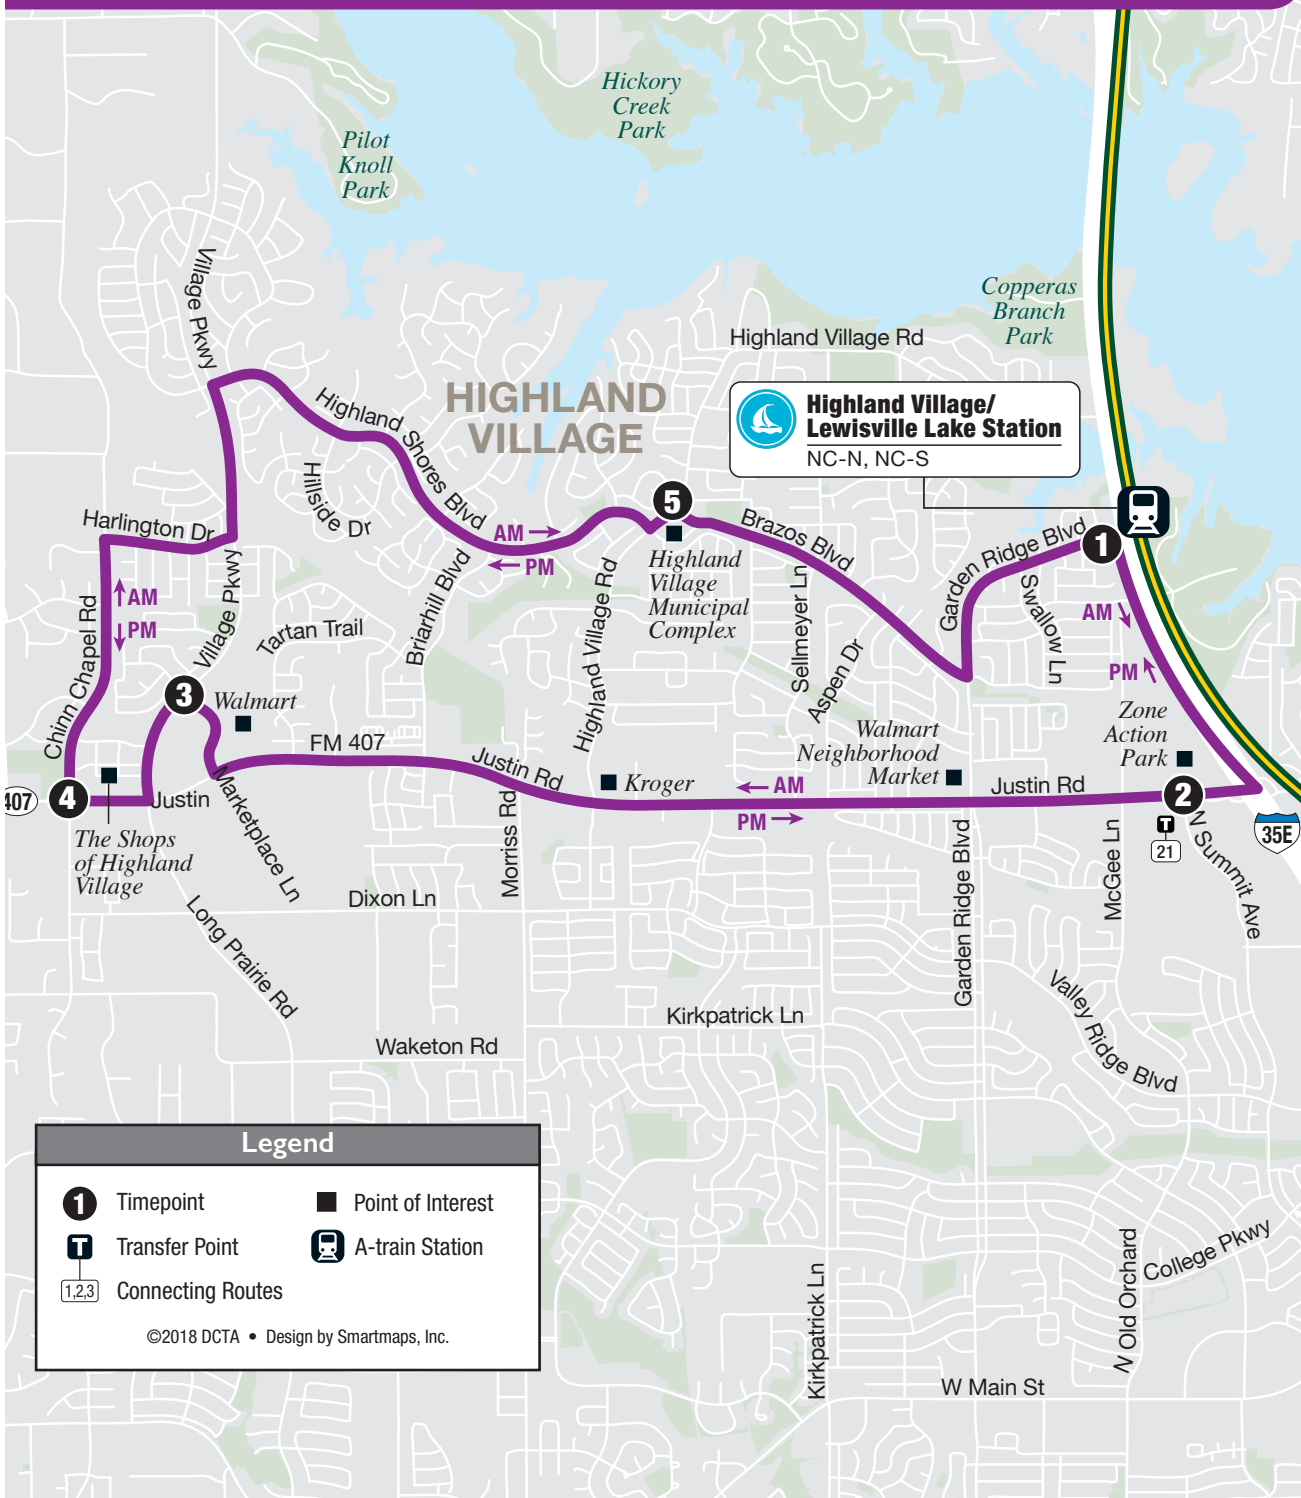 Hickory
Creek
Park
Pilot
Knoll
Park
Village Pkwy
Copperas
Branch
Park
Highland Village Rd
HIGHLAND
VILLAGE
Highland Village/
Lewisville Lake Station
NC-N, NC-S
Highland Shores Blvd
Hillside Dr
Harlington Dr
5
Brazos Blvd
Garden Ridge Blvd
1
AM
PM
Highland
Village
Municipal
Complex
AM
PM
Chinn Chapel Rd
Village Pkwy
Tartan Trail
Briarhill Blvd
Highland Village Rd
Sellmeyer Ln
Aspen Dr
Swallow Ln
AM
PM
3
Walmart
Zone
Action
Park
Walmart
Neighborhood
Market
FM 407
Justin Rd
Kroger
AM
PM
Justin Rd
2
407
4
Justin
Marketplace Ln
The Shops
of Highland
Village
Morriss Rd
Garden Ridge Blvd
McGee Ln
T
21
N Summit Ave
35E
Dixon Ln
Long Prairie Rd
Kirkpatrick Ln
Waketon Rd
Valley Ridge Blvd
Legend
1 Timepoint
Point of Interest
T Transfer Point
A-train Station
1,2,3 Connecting Routes
©2018 DCTA • Design by Smartmaps, Inc.
Kirkpatrick Ln
N Old Orchard
College Pkwy
W Main St